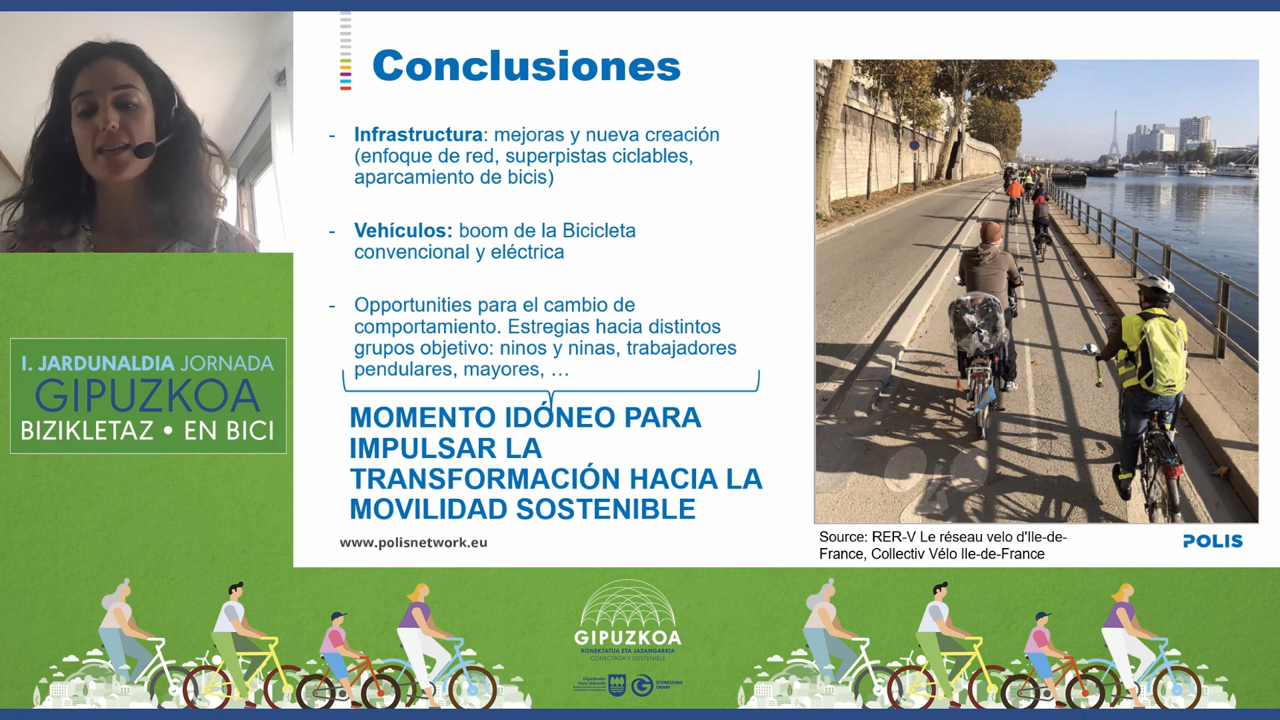 Conclusiones
- Infrastructura: mejoras y nueva creación
(enfoque de red, superpistas ciclables,
aparcamiento de bicis)
- Vehículos: boom de la Bicicleta
convencional y eléctrica
- Opportunities para el cambio de
comportamiento. Estregias hacia distintos
grupos objetivo: ninos y ninas, trabajadores
pendulares, mayores, …
MOMENTO IDÓNEO PARA
IMPULSAR LA
TRANSFORMACIÓN HACIA LA
MOVILIDAD SOSTENIBLE
www.polisnetwork.eu
Source: RER-V Le réseau velo d'Ile-de-
France, Collectiv Vélo Ile-de-France
POLIS
I. JARDUNALDIA JORNADA
GIPUZKOA
BIZIKLETAZ • EN BICI
GIPUZKOA
KONEKTATUA ETA JASANGARRIA
CONECTADA Y SOSTENIBLE
ETORKIZUNA
ORAIN